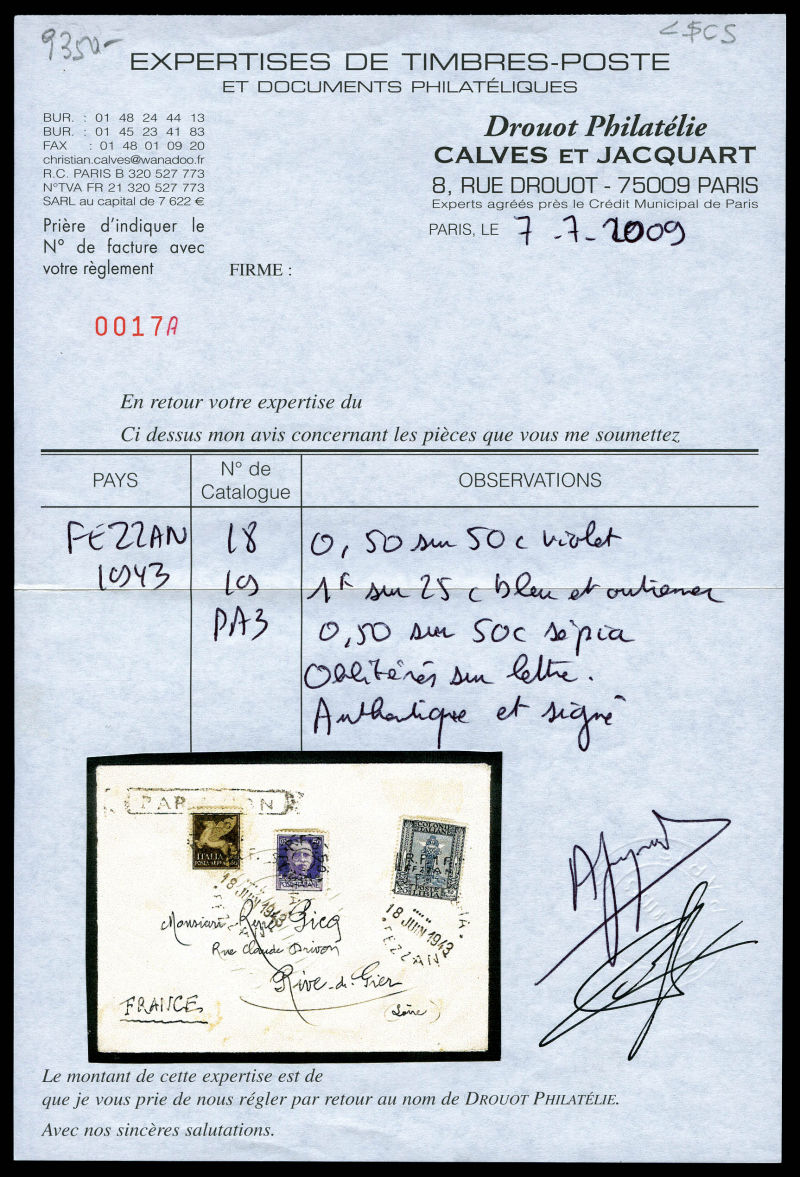 9350-
EXPERTISES DE TIMBRES-POSTE
ET DOCUMENTS PHILATÉLIQUES
BUR. : 01 48 24 44 13
BUR. : 01 45 23 41 83
FAX : 01 48 01 09 20
christian.calves@wanadoo.fr
R.C. PARIS B 320 527 773
N°TVA FR 21 320 527 773
SARL au capital de 7 622 €
Prière d'indiquer le
N° de facture avec
votre règlement
Drouot Philatélie
CALVES ET JACQUART
8, RUE DROUOT - 75009 PARIS
Experts agréés près le Crédit Municipal de Paris
PARIS, LE 7-7-2009
FIRME :
0017A
En retour votre expertise du
Ci dessus mon avis concernant les pièces que vous me soumettez
PAYS N° de Catalogue OBSERVATIONS
FEZZAN 18 0,50 sur 50c violet
1943 19 1F sur 25c bleu et outremer
PA3 0,50 sur 50c sépia
Oblitérés sur lettre.
Authentique et signé
PAR AVION
ITALIA
R.F. F.
FEZZAN
LIBIA
18 JUIN 1943
18 JUIN 1943
FEZZAN
Monsieur René Gicq
Rue Claude Drivon
Rive-de-Gier
(Loire)
FRANCE
Le montant de cette expertise est de
que je vous prie de nous régler par retour au nom de DROUOT PHILATÉLIE.
Avec nos sincères salutations.